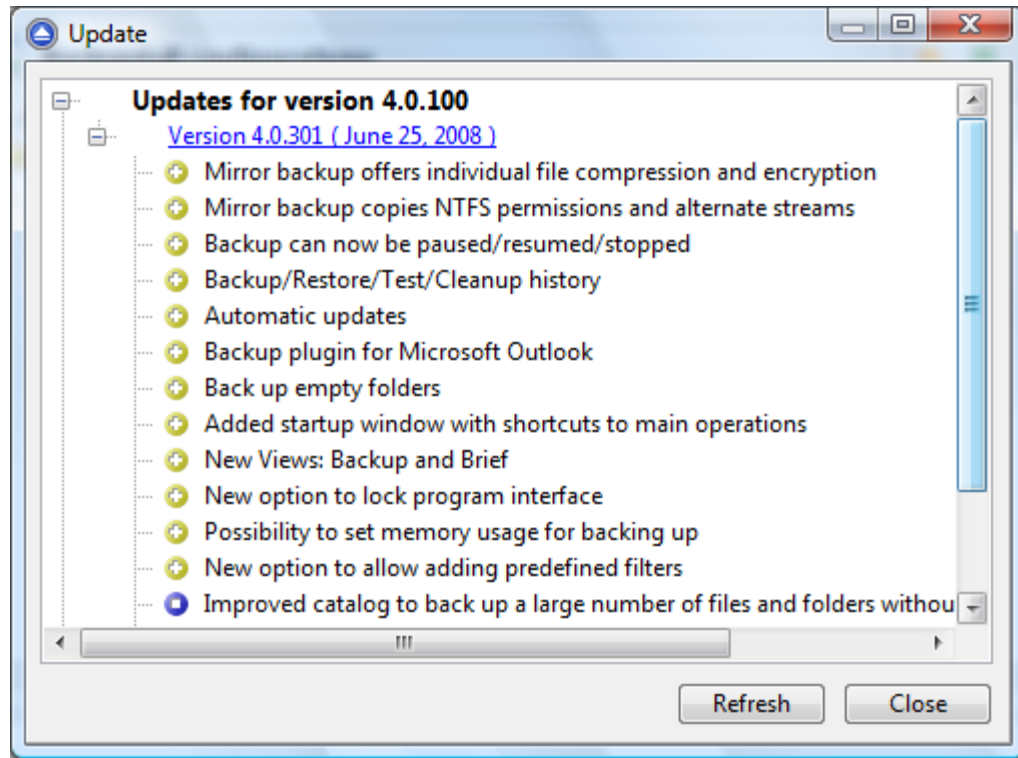 Update
Updates for version 4.0.100
Version 4.0.301 ( June 25, 2008 )
Mirror backup offers individual file compression and encryption
Mirror backup copies NTFS permissions and alternate streams
Backup can now be paused/resumed/stopped
Backup/Restore/Test/Cleanup history
Automatic updates
Backup plugin for Microsoft Outlook
Back up empty folders
Added startup window with shortcuts to main operations
New Views: Backup and Brief
New option to lock program interface
Possibility to set memory usage for backing up
New option to allow adding predefined filters
Improved catalog to back up a large number of files and folders withou
Refresh
Close